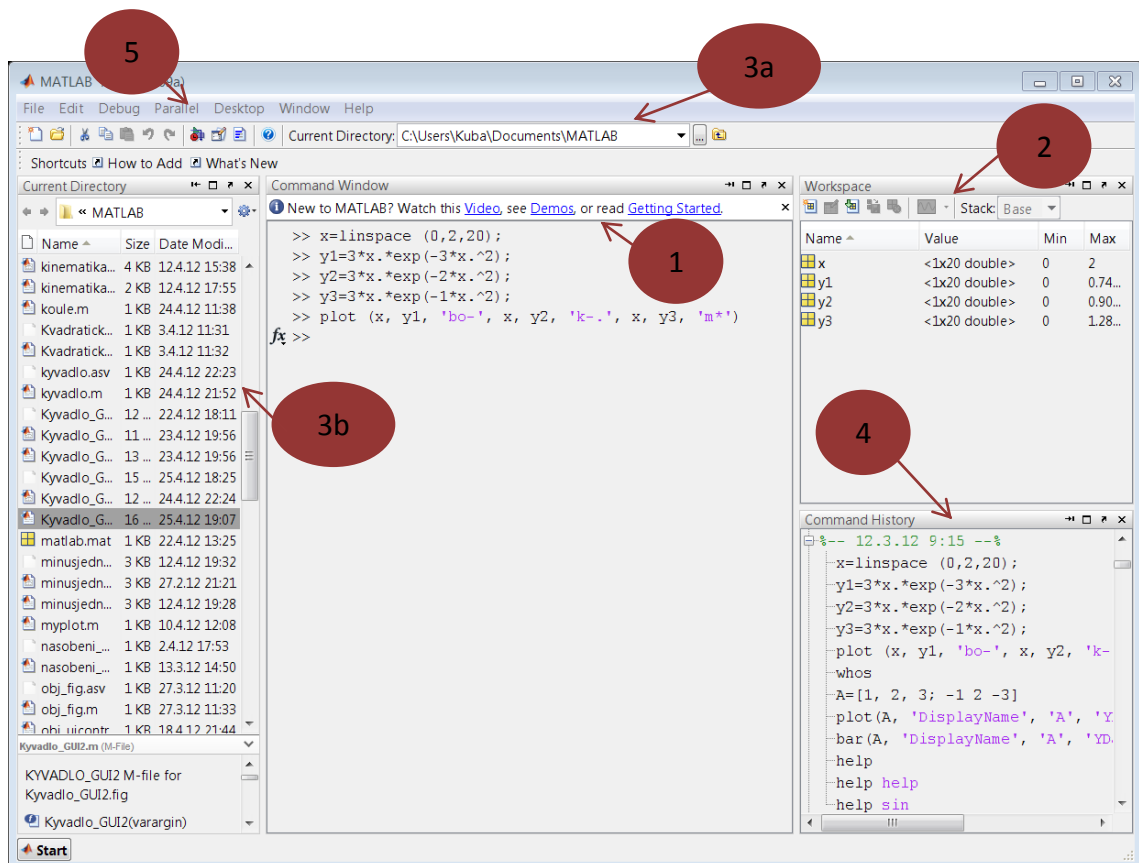 5
3a
MATLAB 9a)
File Edit Debug Parallel Desktop Window Help
Current Directory: C:\Users\Kuba\Documents\MATLAB ...
2
Shortcuts How to Add What's New
Current Directory
« MATLAB
Name Size Date Modi...
kinematika... 4 KB 12.4.12 15:38
kinematika... 2 KB 12.4.12 17:55
koule.m 1 KB 24.4.12 11:38
Kvadratick... 1 KB 3.4.12 11:31
Kvadratick... 1 KB 3.4.12 11:32
kyvadlo.asv 1 KB 24.4.12 22:23
kyvadlo.m 1 KB 24.4.12 21:52
Kyvadlo_G... 12 ... 22.4.12 18:11
Kyvadlo_G... 11 ... 23.4.12 19:56
Kyvadlo_G... 13 ... 23.4.12 19:56
Kyvadlo_G... 15 ... 25.4.12 18:25
Kyvadlo_G... 12 ... 24.4.12 22:24
Kyvadlo_G... 16 ... 25.4.12 19:07
matlab.mat 1 KB 22.4.12 13:25
minusjedn... 3 KB 12.4.12 19:32
minusjedn... 3 KB 27.2.12 21:21
minusjedn... 3 KB 12.4.12 19:28
myplot.m 1 KB 10.4.12 12:08
nasobeni_... 1 KB 2.4.12 17:53
nasobeni_... 1 KB 13.3.12 14:50
obj_fig.asv 1 KB 27.3.12 11:20
obj_fig.m 1 KB 27.3.12 11:33
obj_uicontr... 1 KB 18.4.12 21:44
Kyvadlo_GUI2.m (M-File)
KYVADLO_GUI2 M-file for
Kyvadlo_GUI2.fig
Kyvadlo_GUI2(varargin)
Start
3b
Command Window
New to MATLAB? Watch this Video, see Demos, or read Getting Started.
>> x=linspace (0,2,20);
>> y1=3*x.*exp(-3*x.^2);
>> y2=3*x.*exp(-2*x.^2);
>> y3=3*x.*exp(-1*x.^2);
>> plot (x, y1, 'bo-', x, y2, 'k-.', x, y3, 'm*')
fx >>
1
Workspace
Stack: Base
Name Value Min Max
x <1x20 double> 0 2
y1 <1x20 double> 0 0.74...
y2 <1x20 double> 0 0.90...
y3 <1x20 double> 0 1.28...
4
Command History
%-- 12.3.12 9:15 --%
x=linspace (0,2,20);
y1=3*x.*exp(-3*x.^2);
y2=3*x.*exp(-2*x.^2);
y3=3*x.*exp(-1*x.^2);
plot (x, y1, 'bo-', x, y2, 'k-
whos
A=[1, 2, 3; -1 2 -3]
plot(A, 'DisplayName', 'A', 'Y
bar(A, 'DisplayName', 'A', 'YD
help
help help
help sin